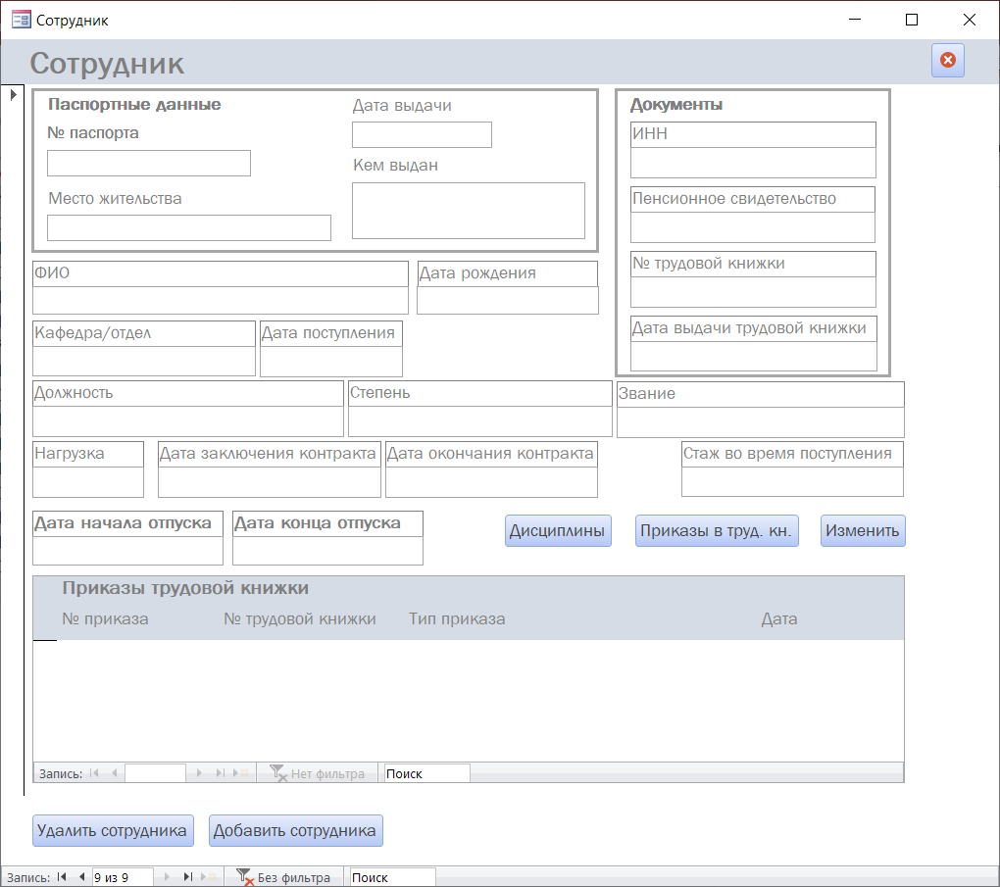 Сотрудник
Сотрудник
Паспортные данные
№ паспорта
Место жительства
Дата выдачи
Кем выдан
Документы
ИНН
Пенсионное свидетельство
№ трудовой книжки
Дата выдачи трудовой книжки
ФИО
Дата рождения
Кафедра/отдел
Дата поступления
Должность
Степень
Звание
Нагрузка
Дата заключения контракта
Дата окончания контракта
Стаж во время поступления
Дата начала отпуска
Дата конца отпуска
Дисциплины
Приказы в труд. кн.
Изменить
Приказы трудовой книжки
№ приказа
№ трудовой книжки
Тип приказа
Дата
Запись:
Нет фильтра
Поиск
Удалить сотрудника
Добавить сотрудника
Запись:
9 из 9
Без фильтра
Поиск